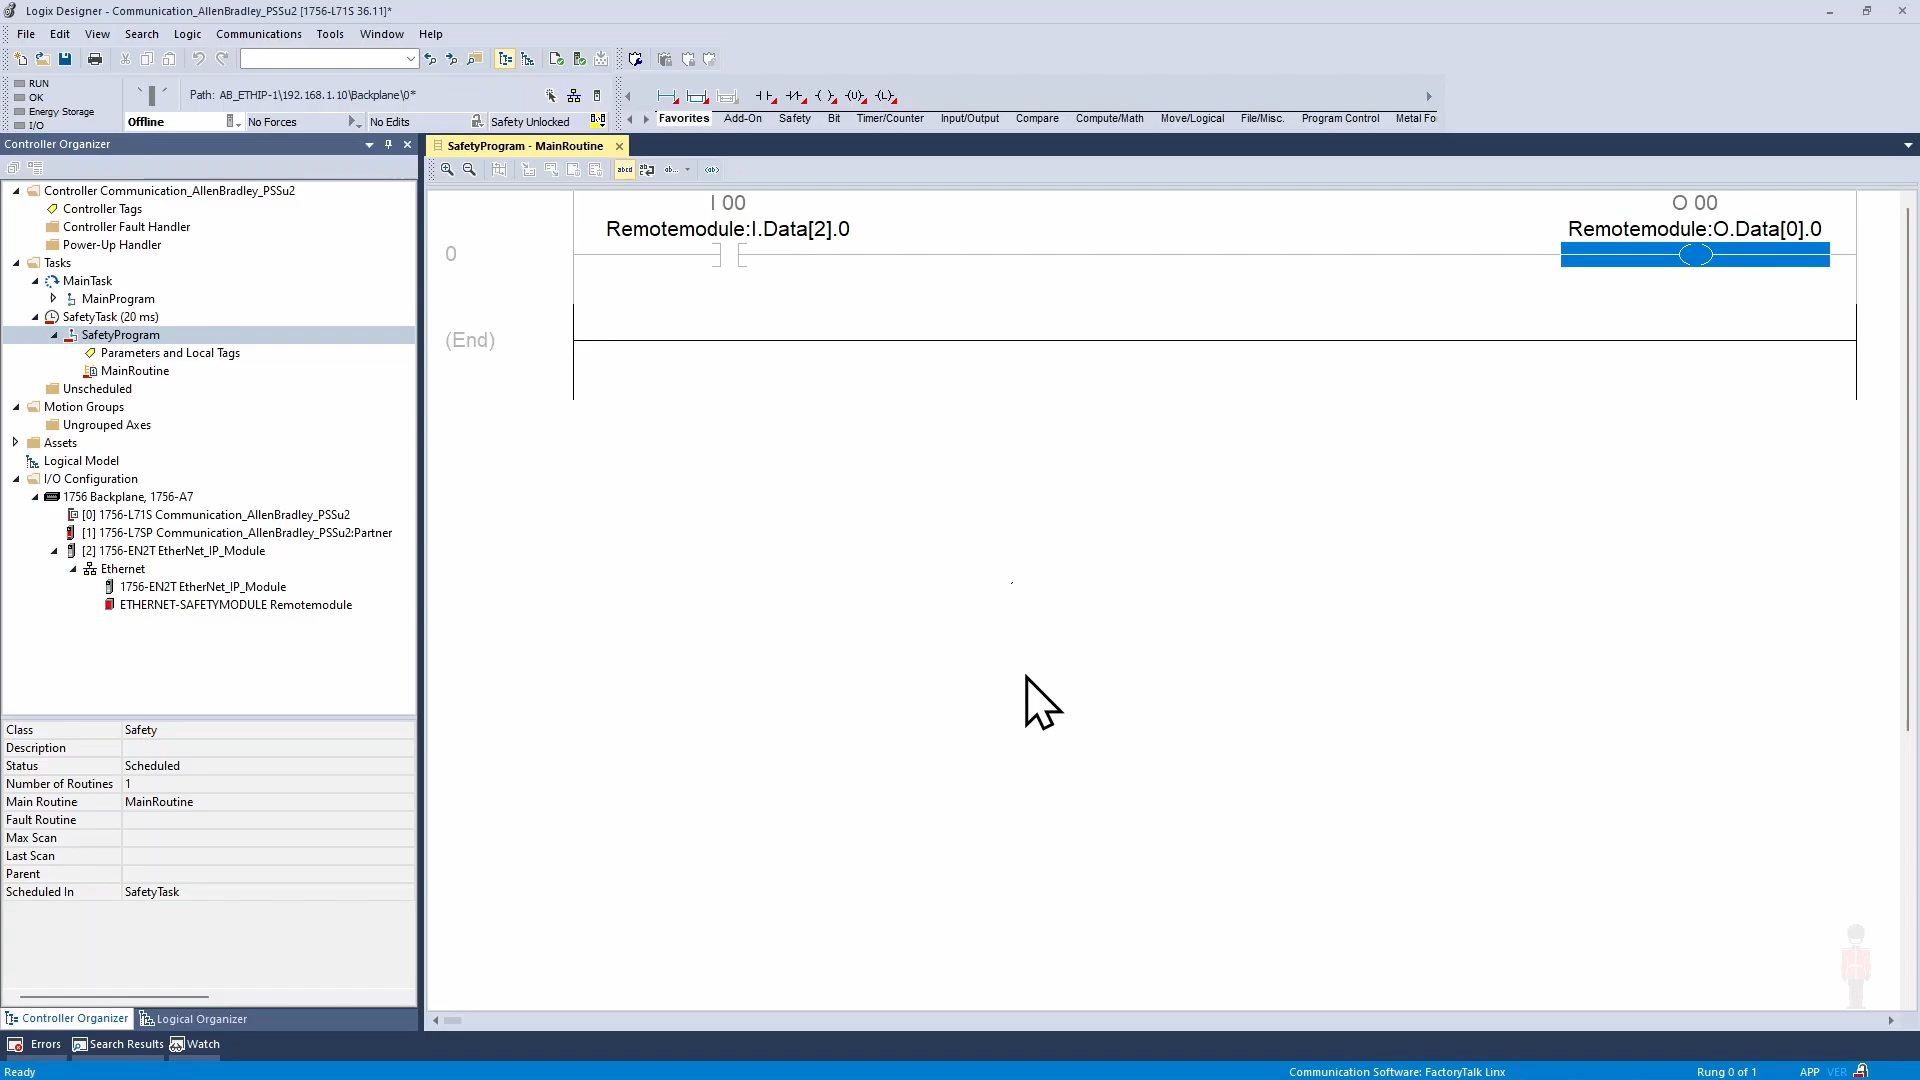 Logix Designer - Communication_AllenBradley_PSSu2 [1756-L71S 36.11]*
File Edit View Search Logic Communications Tools Window Help
RUN
OK
Energy Storage
I/O
Path: AB_ETHIP-1\192.168.1.10\Backplane\0*
Offline No Forces No Edits Safety Unlocked
Favorites Add-On Safety Bit Timer/Counter Input/Output Compare Compute/Math Move/Logical File/Misc. Program Control Metal Fo
Controller Organizer
SafetyProgram - MainRoutine
Controller Communication_AllenBradley_PSSu2
Controller Tags
Controller Fault Handler
Power-Up Handler
Tasks
MainTask
MainProgram
SafetyTask (20 ms)
SafetyProgram
Parameters and Local Tags
MainRoutine
Unscheduled
Motion Groups
Ungrouped Axes
Assets
Logical Model
I/O Configuration
1756 Backplane, 1756-A7
[0] 1756-L71S Communication_AllenBradley_PSSu2
[1] 1756-L7SP Communication_AllenBradley_PSSu2:Partner
[2] 1756-EN2T EtherNet_IP_Module
Ethernet
1756-EN2T EtherNet_IP_Module
ETHERNET-SAFETYMODULE Remotemodule
abcd
ab...
I 00
Remotemodule:I.Data[2].0
O 00
Remotemodule:O.Data[0].0
0
(End)
Class Safety
Description
Status Scheduled
Number of Routines 1
Main Routine MainRoutine
Fault Routine
Max Scan
Last Scan
Parent
Scheduled In SafetyTask
Controller Organizer Logical Organizer
Errors Search Results Watch
Ready Communication Software: FactoryTalk Linx Rung 0 of 1 APP VER